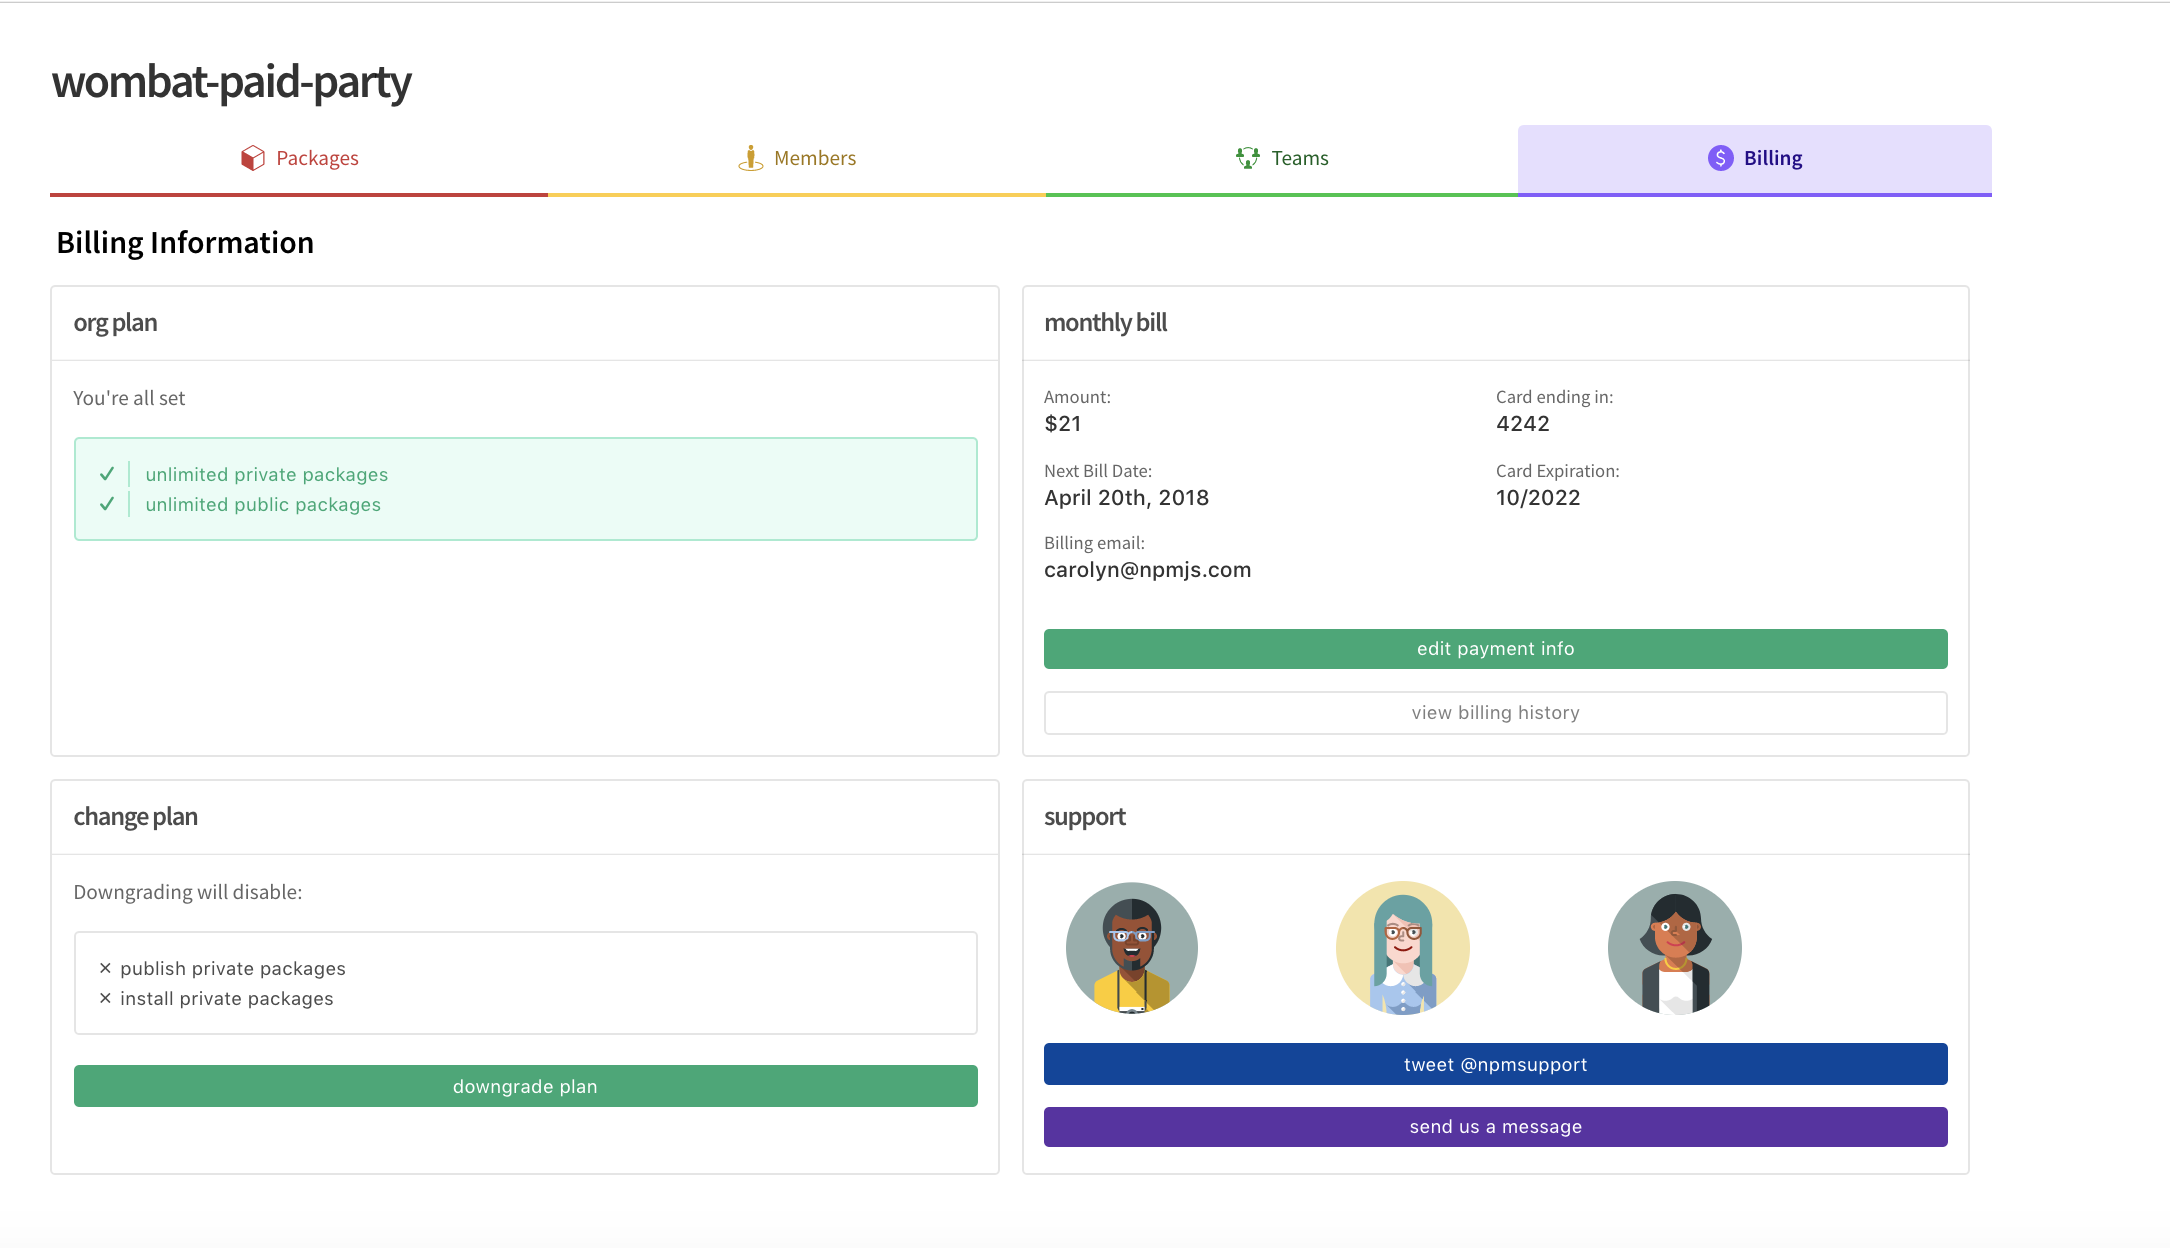 wombat-paid-party
Packages
Members
Teams
$ Billing
Billing Information
org plan
You're all set
✓ unlimited private packages
✓ unlimited public packages
monthly bill
Amount:
$21
Card ending in:
4242
Next Bill Date:
April 20th, 2018
Card Expiration:
10/2022
Billing email:
carolyn@npmjs.com
edit payment info
view billing history
change plan
Downgrading will disable:
× publish private packages
× install private packages
downgrade plan
support
tweet @npmsupport
send us a message